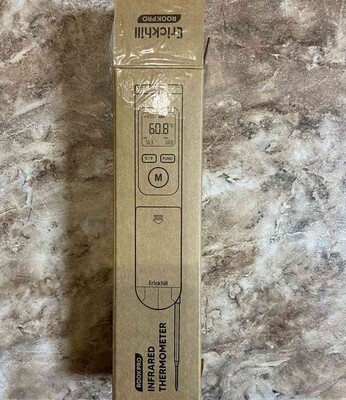 Erickhill
ROOKPRO
60.8
°C/°F
FUNC
M
Erickhill
ROOKPRO
INFRARED
THERMOMETER